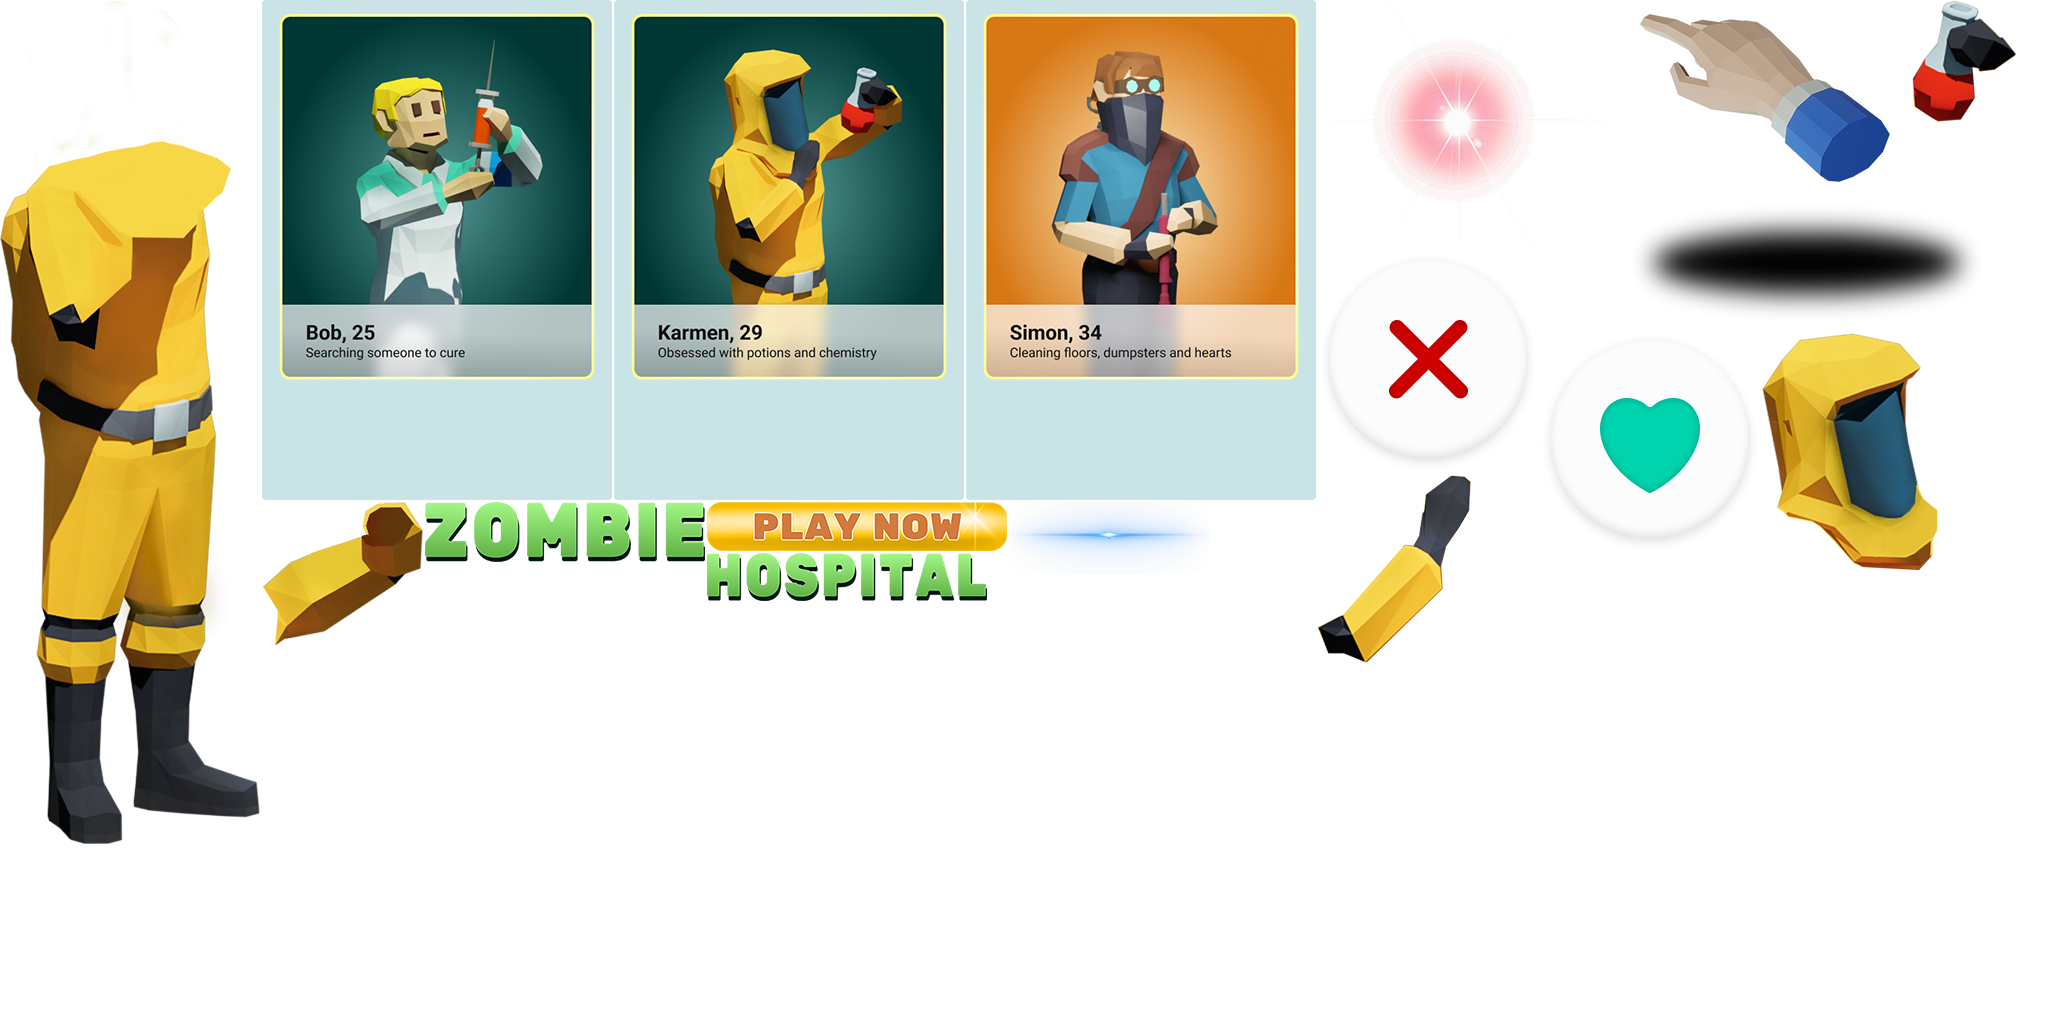 Bob, 25
Searching someone to cure
Karmen, 29
Obsessed with potions and chemistry
Simon, 34
Cleaning floors, dumpsters and hearts
ZOMBIE
PLAY NOW
HOSPITAL